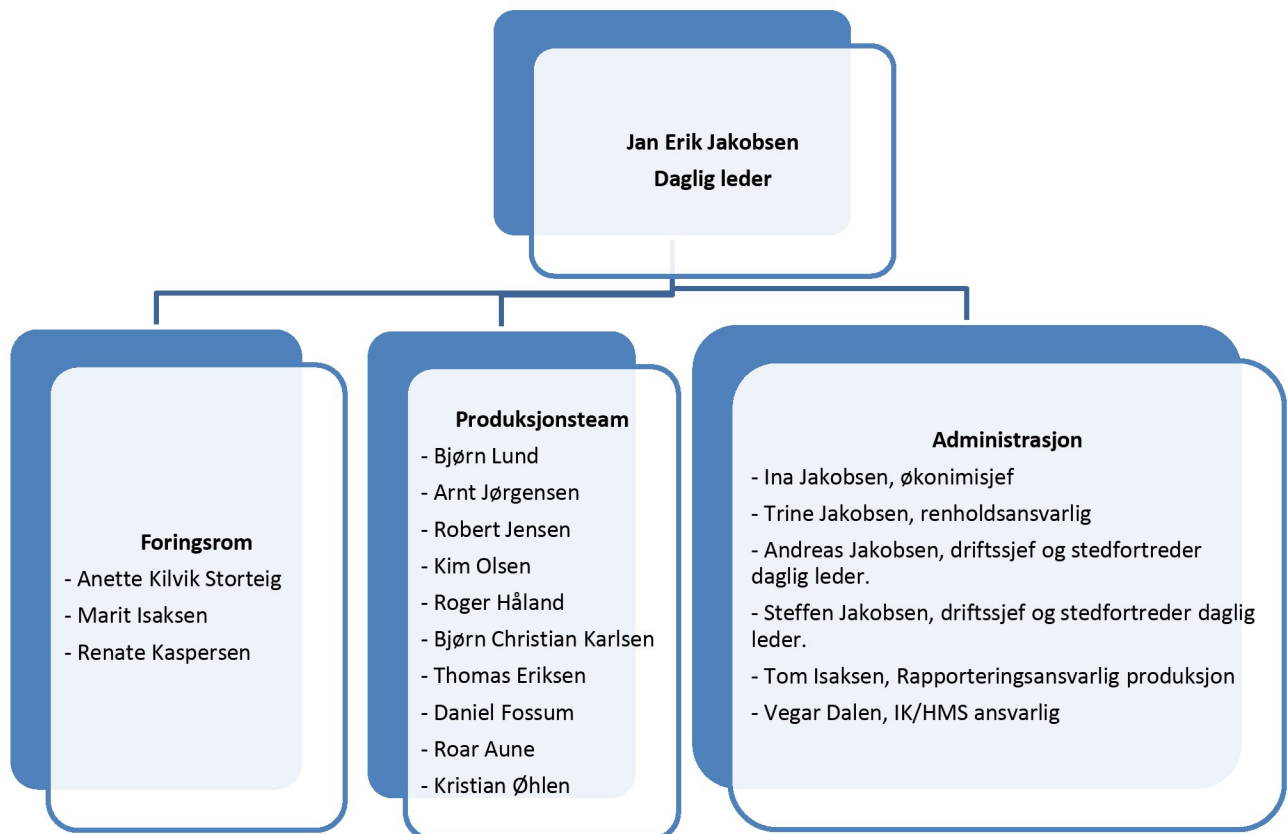 Jan Erik Jakobsen
Daglig leder
Foringsrom
- Anette Kilvik Storteig
- Marit Isaksen
- Renate Kaspersen
Produksjonsteam
- Bjørn Lund
- Arnt Jørgensen
- Robert Jensen
- Kim Olsen
- Roger Håland
- Bjørn Christian Karlsen
- Thomas Eriksen
- Daniel Fossum
- Roar Aune
- Kristian Øhlen
Administrasjon
- Ina Jakobsen, økonimisjef
- Trine Jakobsen, renholdsansvarlig
- Andreas Jakobsen, driftssjef og stedfortreder
daglig leder.
- Steffen Jakobsen, driftssjef og stedfortreder daglig
leder.
- Tom Isaksen, Rapporteringsansvarlig produksjon
- Vegar Dalen, IK/HMS ansvarlig